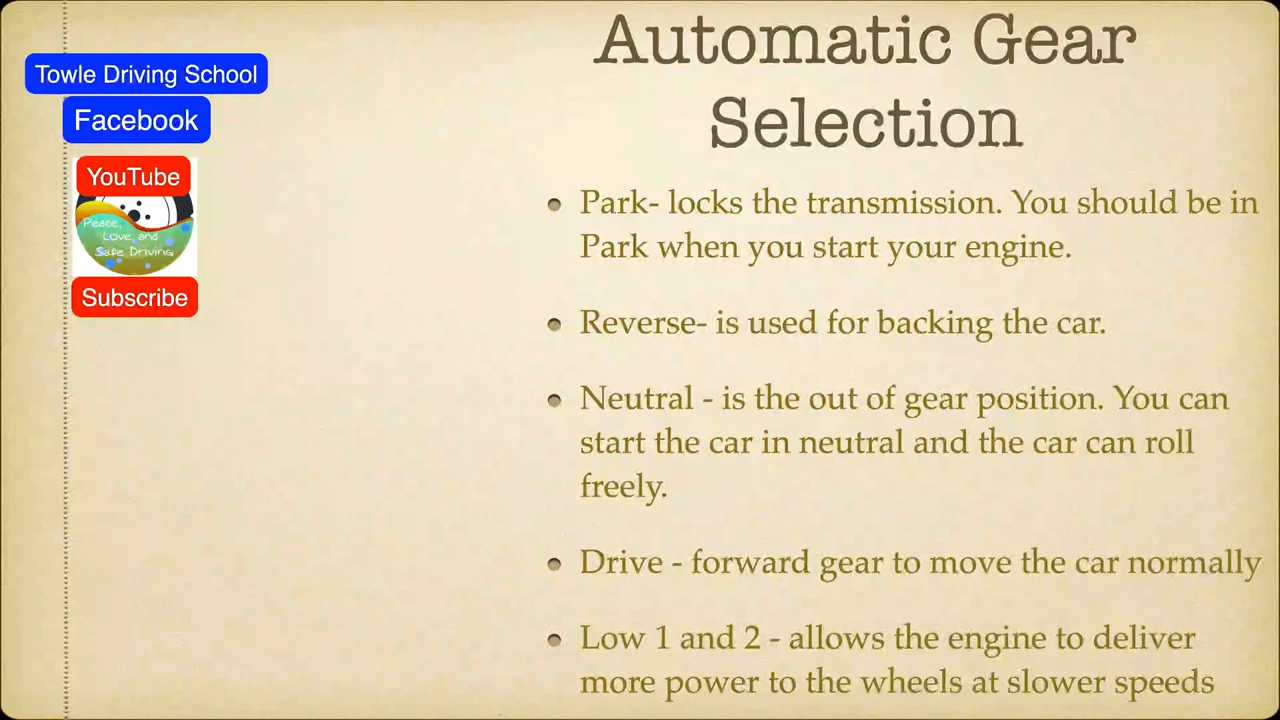 Automatic Gear
Selection
Towle Driving School
Facebook
YouTube
Peace,
Love, and
Safe Driving
Subscribe
• Park- locks the transmission. You should be in
Park when you start your engine.
• Reverse- is used for backing the car.
• Neutral - is the out of gear position. You can
start the car in neutral and the car can roll
freely.
• Drive - forward gear to move the car normally
• Low 1 and 2 - allows the engine to deliver
more power to the wheels at slower speeds